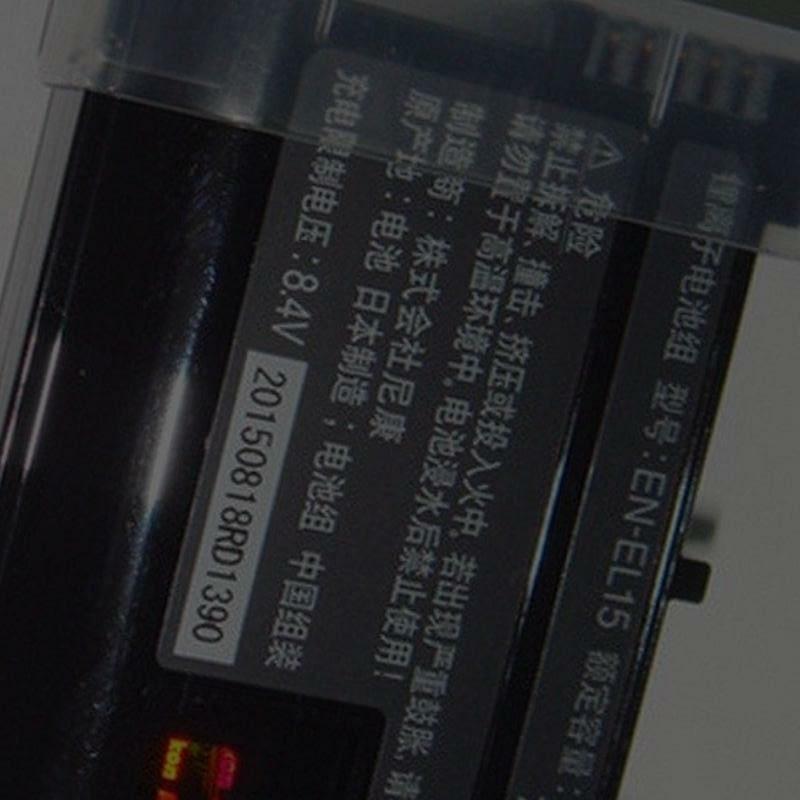 锂离子电池组 型号：EN-EL15 额定容量：
⚠危险
禁止拆解、撞击、挤压或投入火中。若出现严重鼓胀，请
请勿置于高温环境中。电池浸水后禁止使用！
制造商：株式会社尼康
原产地：电池 日本制造；电池组 中国组装
充电限制电压：8.4V
20150818RD1390